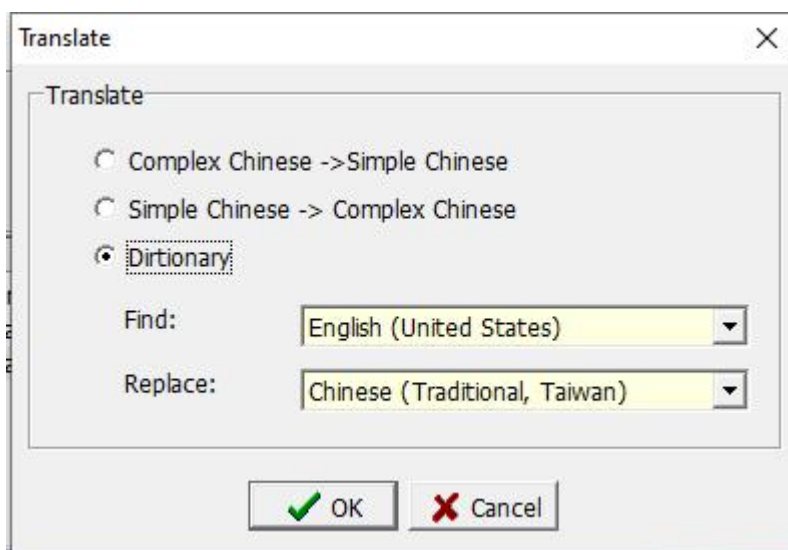 Translate
Translate
Complex Chinese ->Simple Chinese
Simple Chinese -> Complex Chinese
Dirtionary
Find: English (United States)
Replace: Chinese (Traditional, Taiwan)
OK Cancel